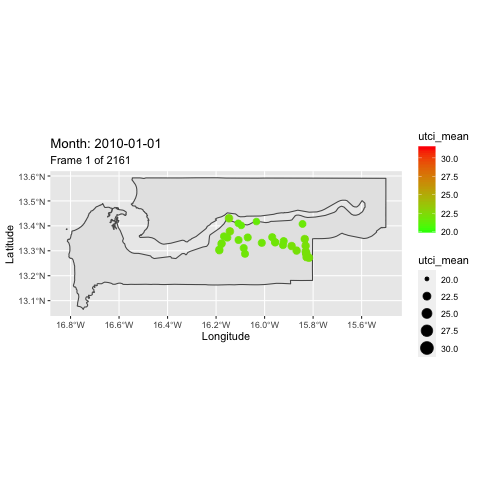 Month: 2010-01-01
Frame 1 of 2161
Latitude
13.6°N
13.5°N
13.4°N
13.3°N
13.2°N
13.1°N
16.8°W 16.6°W 16.4°W 16.2°W 16.0°W 15.8°W 15.6°W
Longitude
utci_mean
30.0
27.5
25.0
22.5
20.0
utci_mean
20.0
22.5
25.0
27.5
30.0